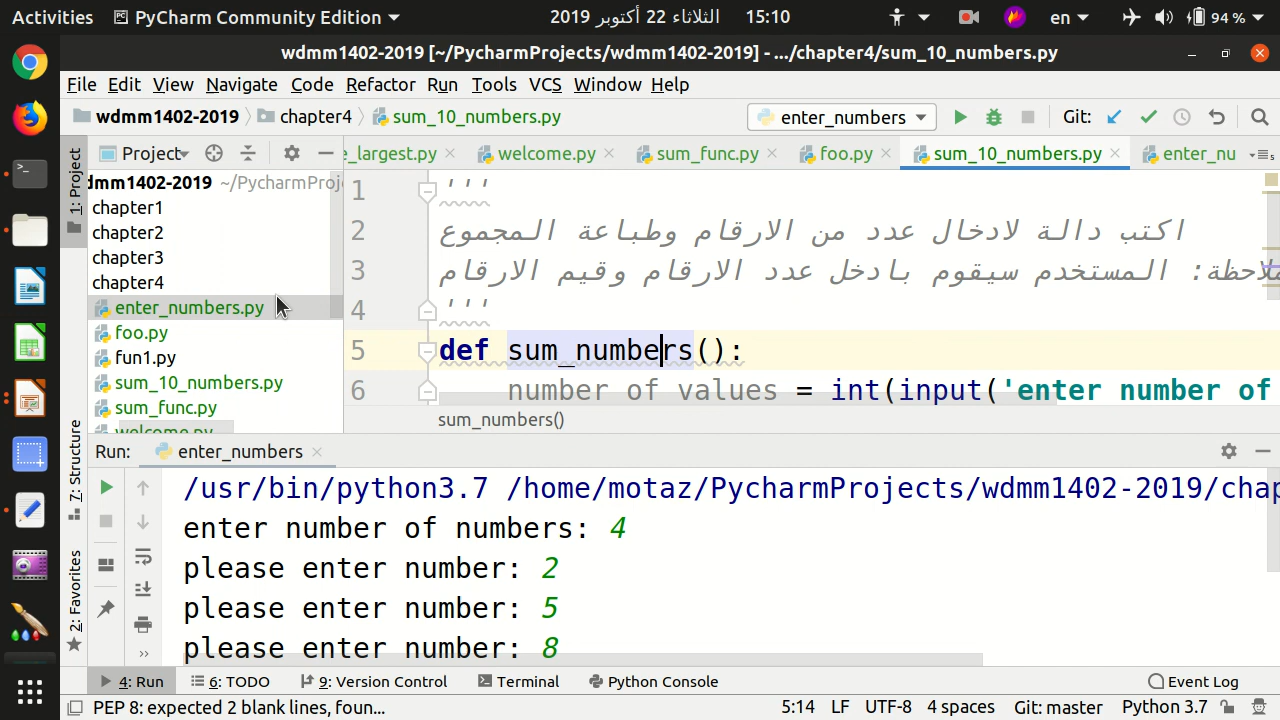 Activities PyCharm Community Edition الثلاثاء 22 أكتوبر 2019 15:10 en 94 %
wdmm1402-2019 [~/PycharmProjects/wdmm1402-2019] - .../chapter4/sum_10_numbers.py
File Edit View Navigate Code Refactor Run Tools VCS Window Help
wdmm1402-2019 chapter4 sum_10_numbers.py enter_numbers Git:
1: Project
Project
e_largest.py welcome.py sum_func.py foo.py sum_10_numbers.py enter_nu
dmm1402-2019 ~/PycharmProj
chapter1
chapter2
chapter3
chapter4
enter_numbers.py
foo.py
fun1.py
sum_10_numbers.py
sum_func.py
welcome.py
1 '''
2 اكتب دالة لادخال عدد من الارقام وطباعة المجموع
3 ملاحظة: المستخدم سيقوم بادخل عدد الارقام وقيم الارقام
4 '''
5 def sum_numbers():
6 number_of_values = int(input('enter number of
sum_numbers()
7: Structure
2: Favorites
Run: enter_numbers
/usr/bin/python3.7 /home/motaz/PycharmProjects/wdmm1402-2019/chap
enter number of numbers: 4
please enter number: 2
please enter number: 5
please enter number: 8
4: Run 6: TODO 9: Version Control Terminal Python Console Event Log
PEP 8: expected 2 blank lines, foun... 5:14 LF UTF-8 4 spaces Git: master Python 3.7